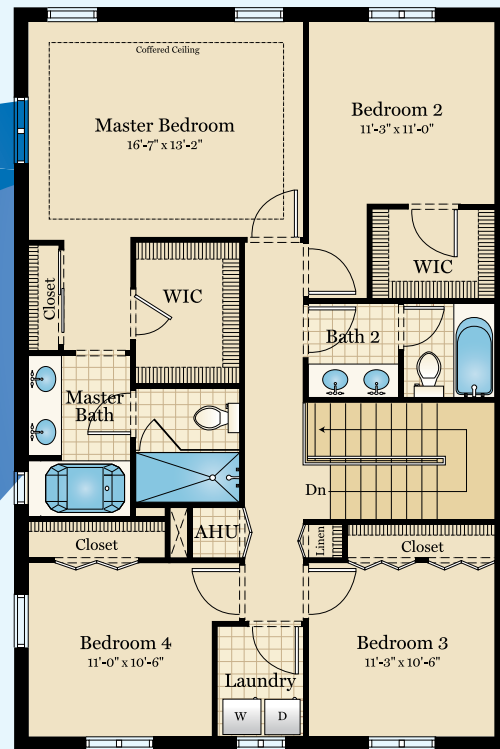 Coffered Ceiling
Master Bedroom
16'-7" x 13'-2"
Bedroom 2
11'-3" x 11'-0"
WIC
Closet
WIC
Bath 2
Master
Bath
Dn
AHU
Linen
Closet
Closet
Bedroom 4
11'-0" x 10'-6"
Bedroom 3
11'-3" x 10'-6"
Laundry
W
D